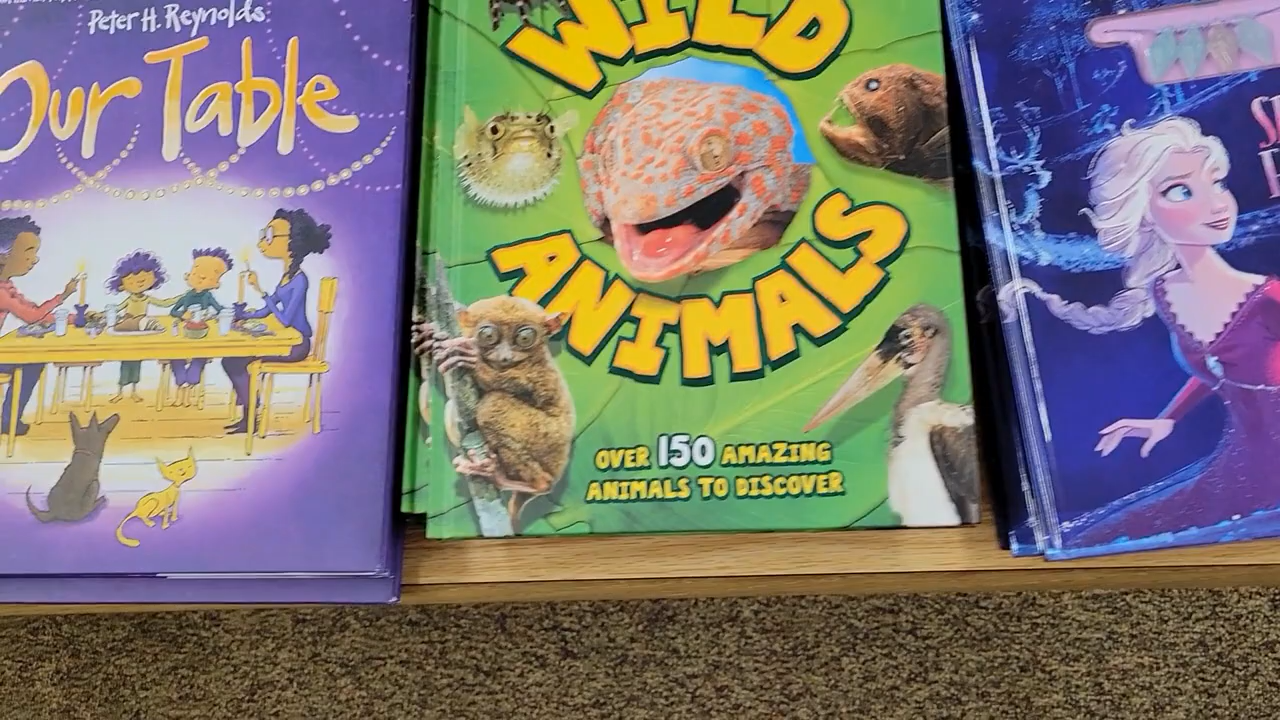 Peter H. Reynolds
Our Table
WILD
ANIMALS
OVER 150 AMAZING
ANIMALS TO DISCOVER